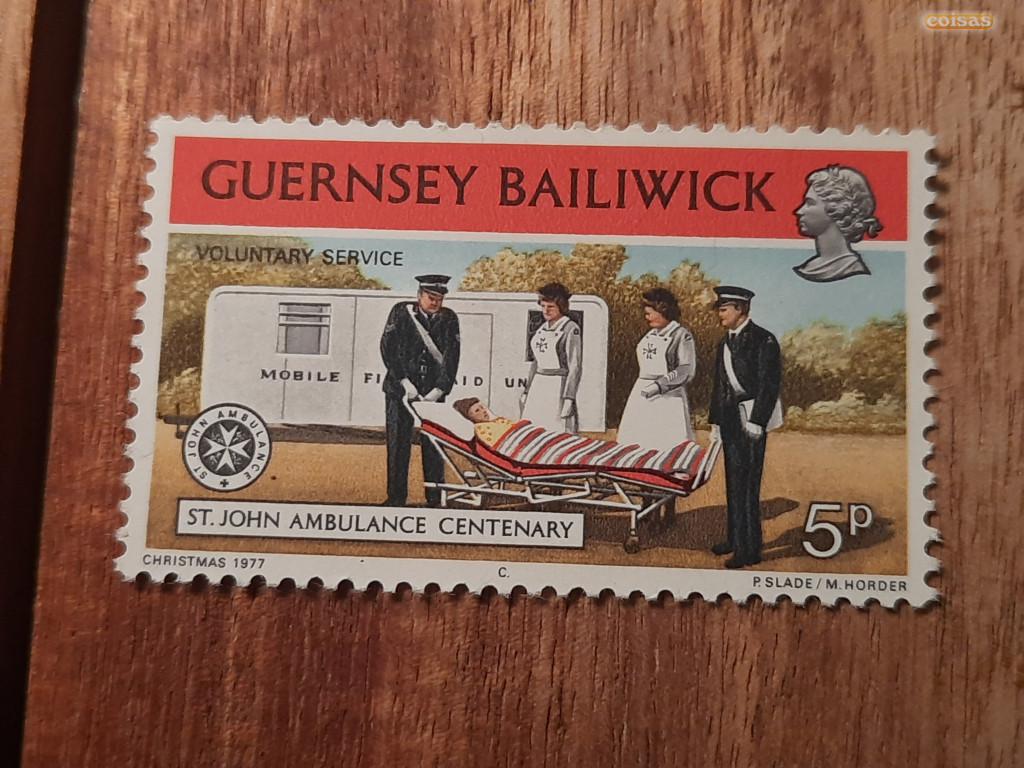 coisas
GUERNSEY BAILIWICK
VOLUNTARY SERVICE
MOBILE FI AID UN
ST JOHN AMBULANCE
ST. JOHN AMBULANCE CENTENARY
5P
CHRISTMAS 1977
C.
P. SLADE / M. HORDER